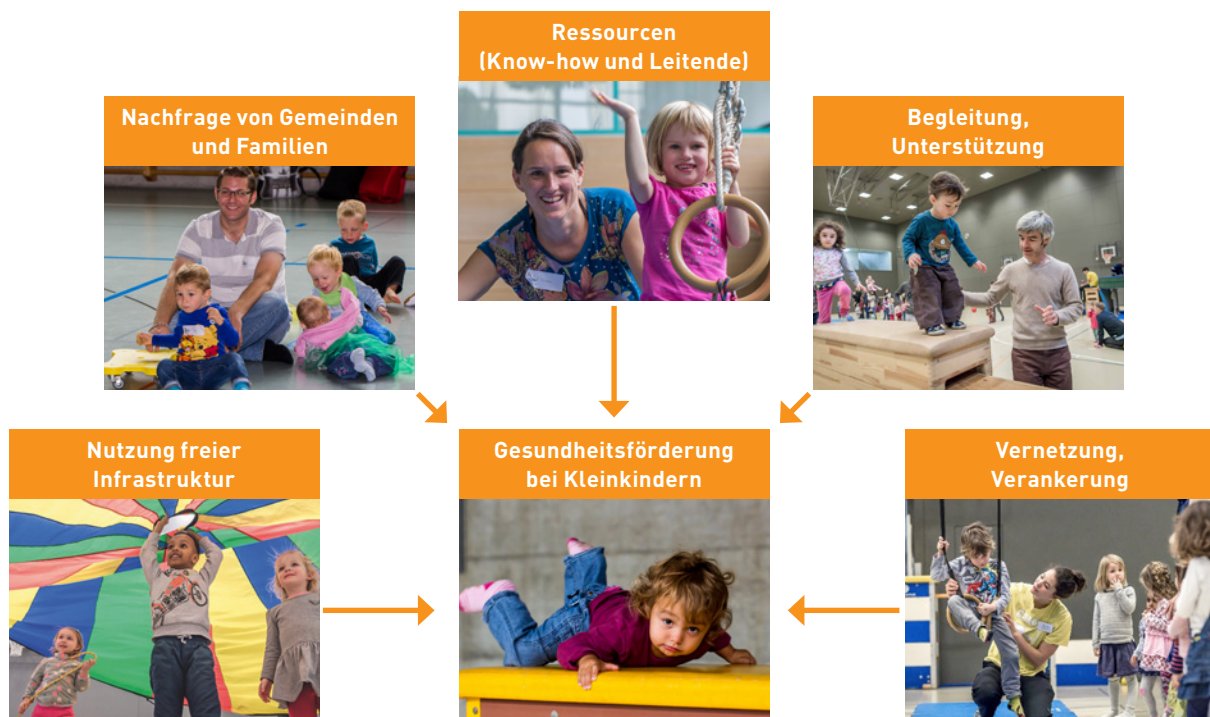 Ressourcen
(Know-how und Leitende)
Nachfrage von Gemeinden
und Familien
Begleitung,
Unterstützung
Nutzung freier
Infrastruktur
Gesundheitsförderung
bei Kleinkindern
Vernetzung,
Verankerung